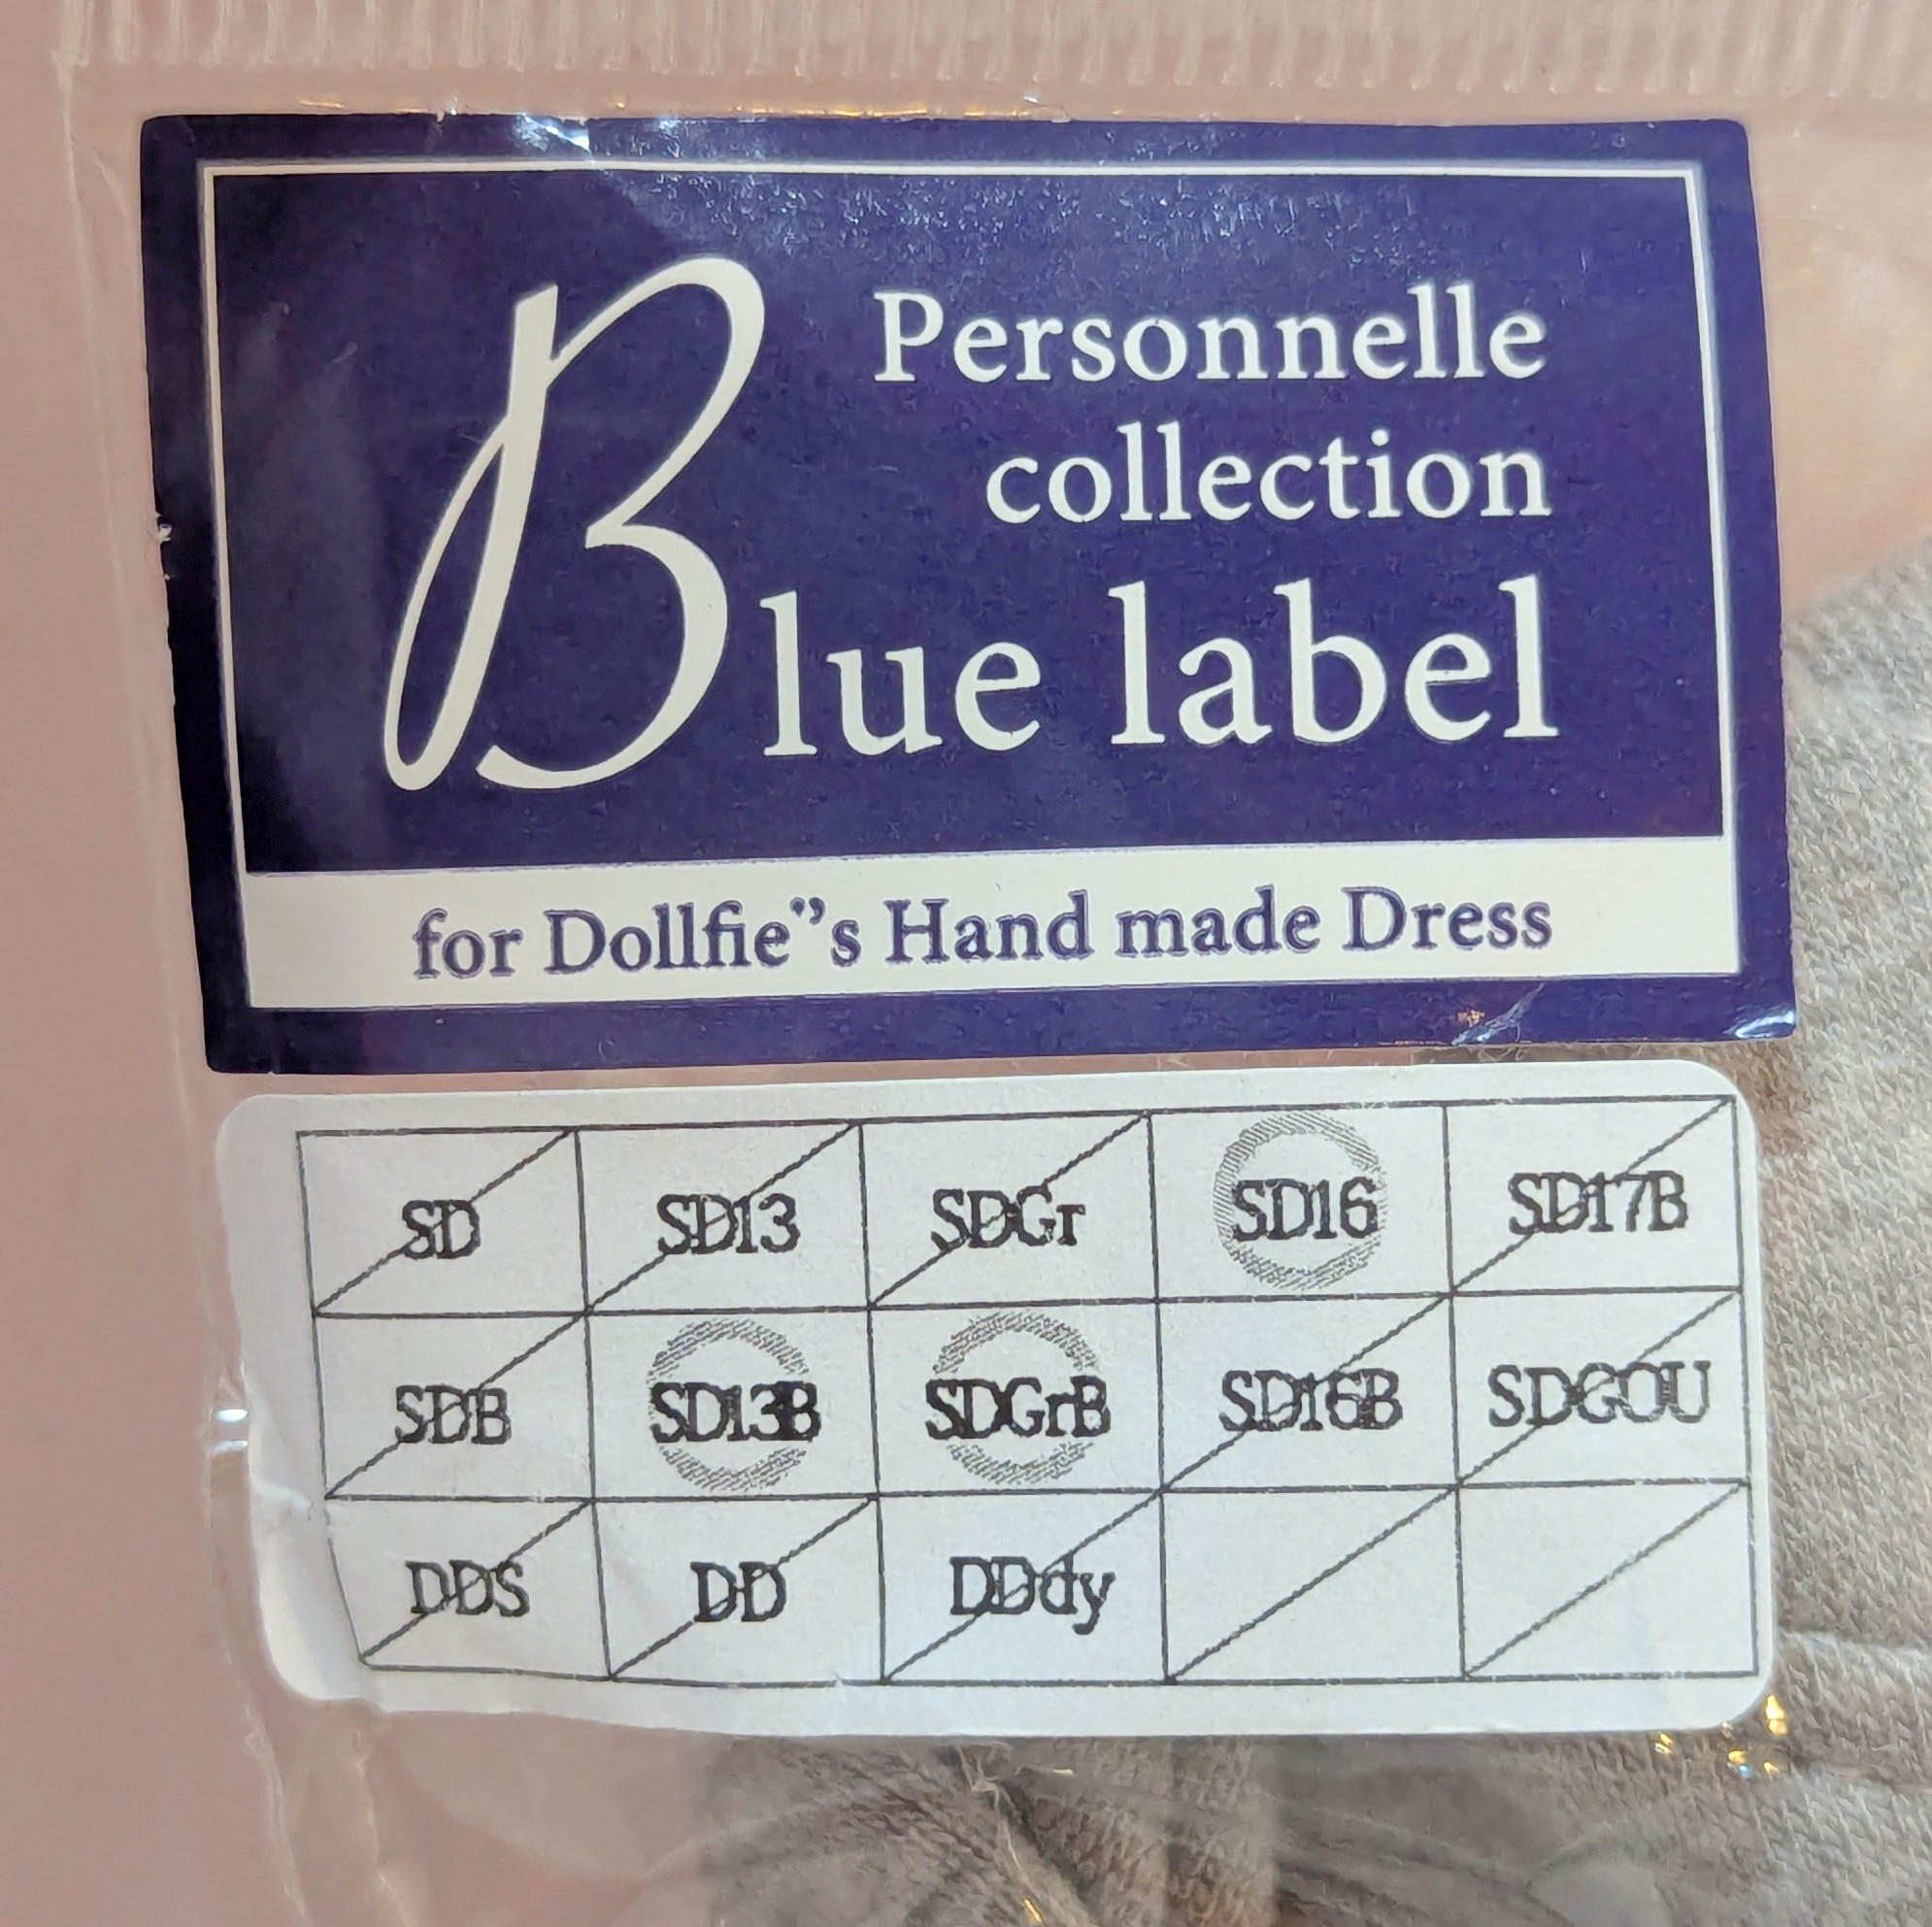 Personnelle
collection
Blue label
for Dollfie”s Hand made Dress
SD SD13 SDGr SD16 SD17B
SDB SD13B SDGrB SD16B SDGOU
DDS DD DDdy